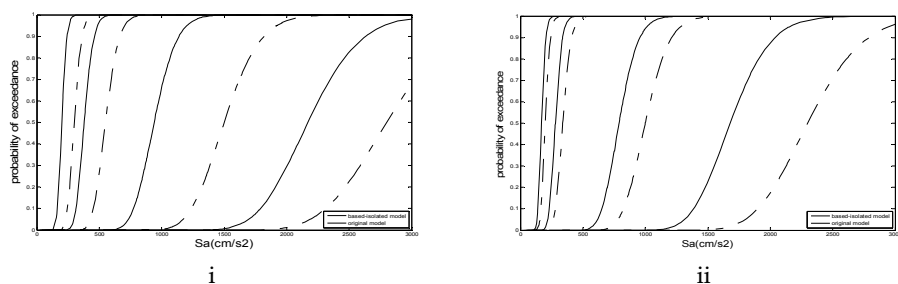 1
0.9
0.8
0.7
0.6
0.5
0.4
0.3
0.2
0.1
0
probability of exceedance
0 500 1000 1500 2000 2500 3000
Sa(cm/s2)
based-isolated model
original model
i
1
0.9
0.8
0.7
0.6
0.5
0.4
0.3
0.2
0.1
0
probability of exceedance
0 500 1000 1500 2000 2500 3000
Sa(cm/s2)
based-isolated model
original model
ii